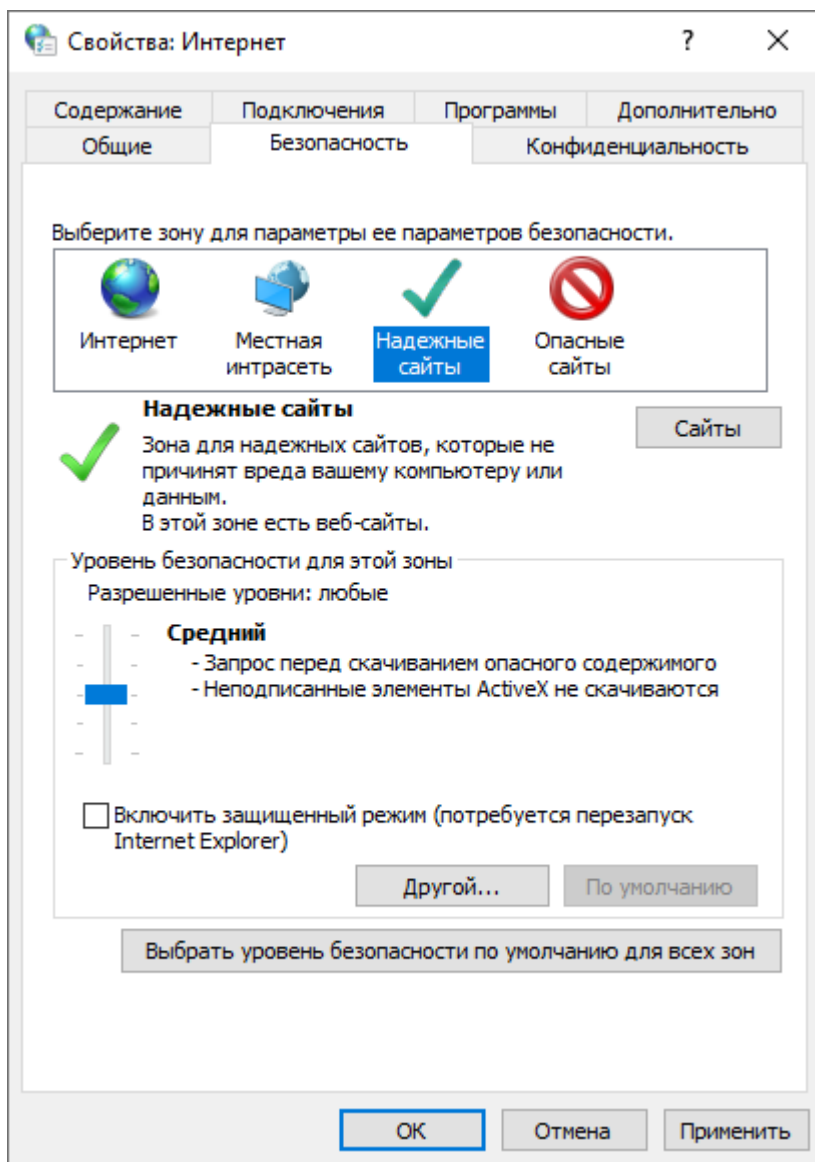 Свойства: Интернет
?
Содержание Подключения Программы Дополнительно
Общие Безопасность Конфиденциальность
Выберите зону для параметры ее параметров безопасности.
Интернет
Местная
интрасеть
Надежные
сайты
Опасные
сайты
Надежные сайты
Сайты
Зона для надежных сайтов, которые не
причинят вреда вашему компьютеру или
данным.
В этой зоне есть веб-сайты.
Уровень безопасности для этой зоны
Разрешенные уровни: любые
Средний
- Запрос перед скачиванием опасного содержимого
- Неподписанные элементы ActiveX не скачиваются
Включить защищенный режим (потребуется перезапуск
Internet Explorer)
Другой... По умолчанию
Выбрать уровень безопасности по умолчанию для всех зон
ОК Отмена Применить